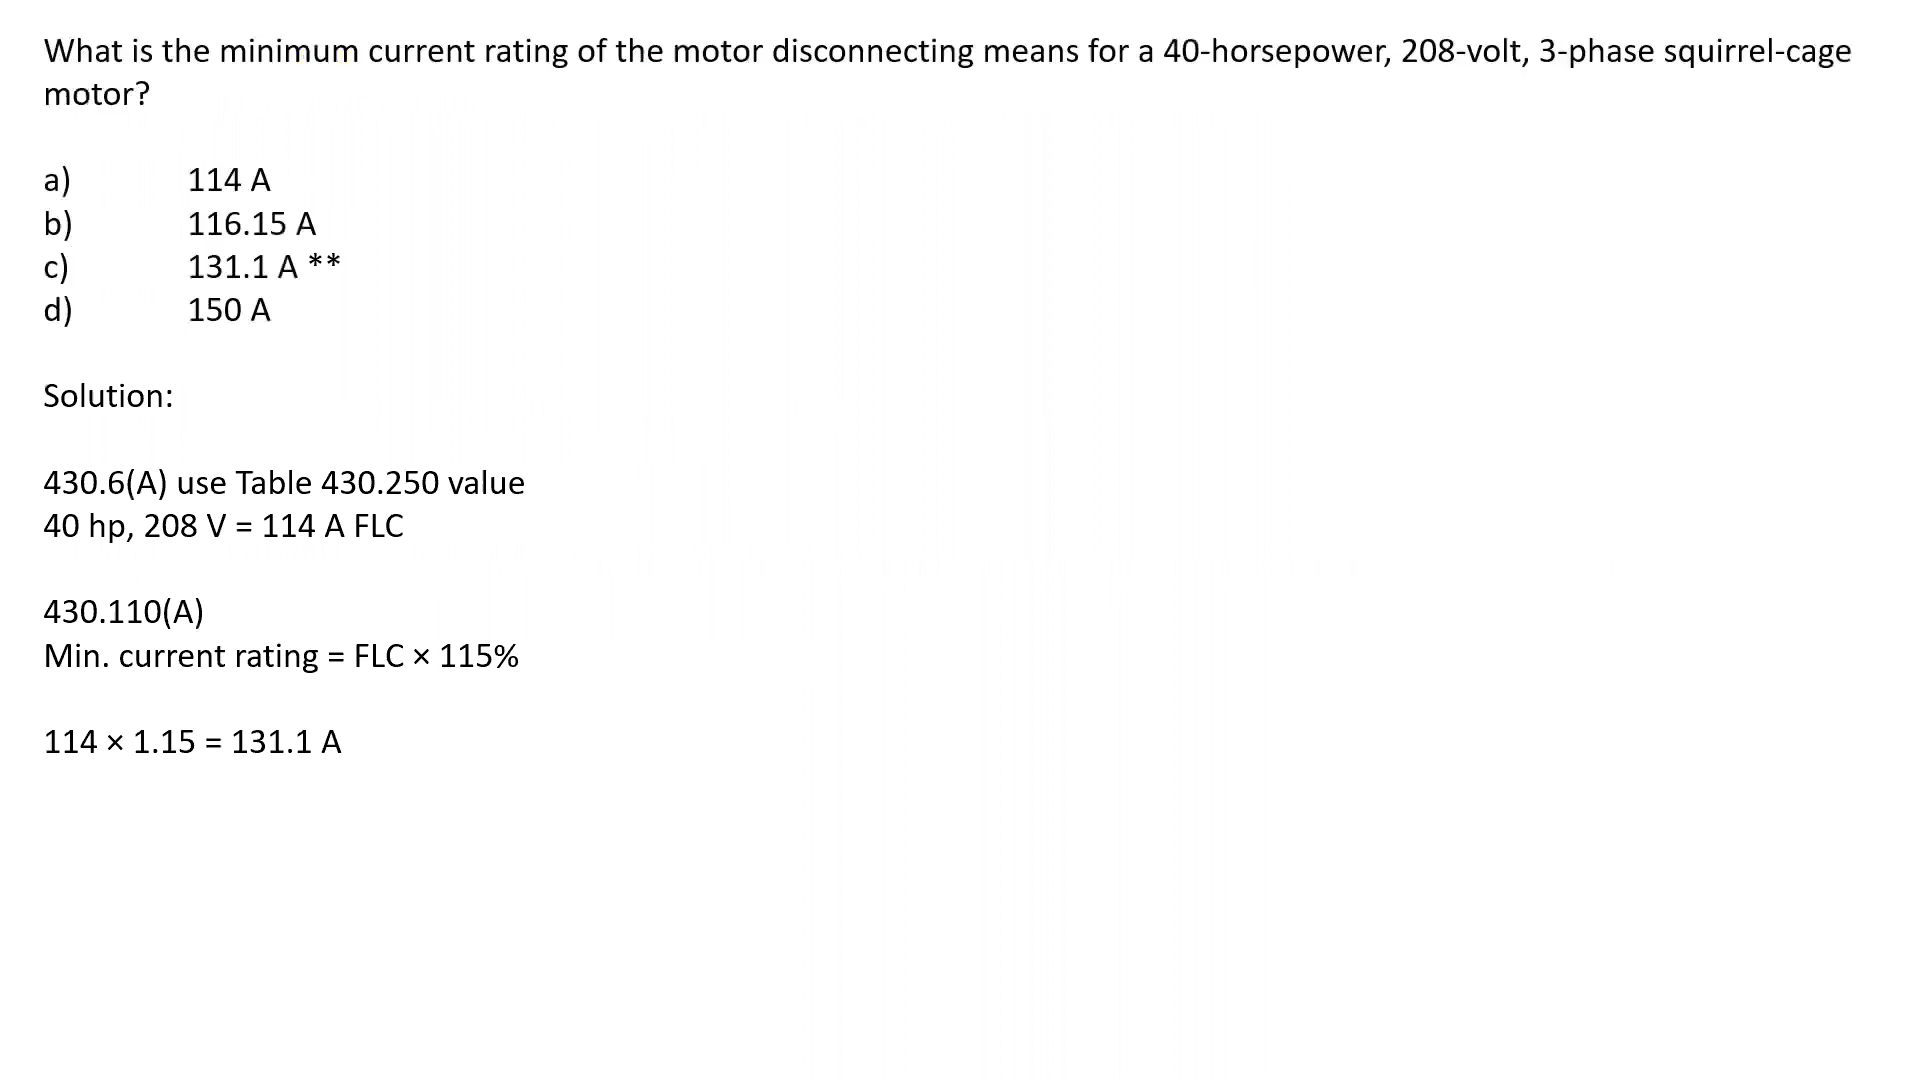 What is the minimum current rating of the motor disconnecting means for a 40-horsepower, 208-volt, 3-phase squirrel-cage
motor?
a) 114 A
b) 116.15 A
c) 131.1 A **
d) 150 A
Solution:
430.6(A) use Table 430.250 value
40 hp, 208 V = 114 A FLC
430.110(A)
Min. current rating = FLC × 115%
114 × 1.15 = 131.1 A